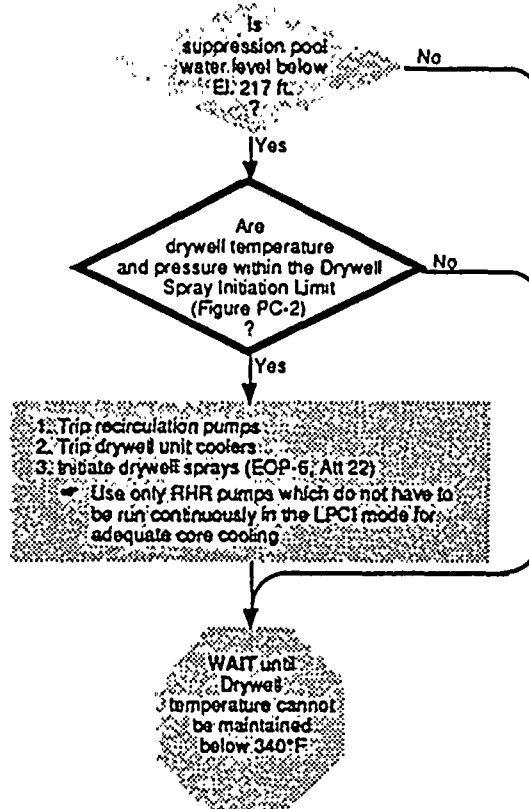 Is
suppression pool
water level below
El. 217 ft.
?
No
Yes
Are
drywell temperature
and pressure within the Drywell
Spray Initiation Limit
(Figure PC-2)
?
No
Yes
1. Trip recirculation pumps
2. Trip drywell unit coolers
3. Initiate drywell sprays (EOP-6, Att 22)
☛ Use only RHR pumps which do not have to
be run continuously in the LPCI mode for
adequate core cooling
WAIT until
Drywell
temperature cannot
be maintained
below 340°F